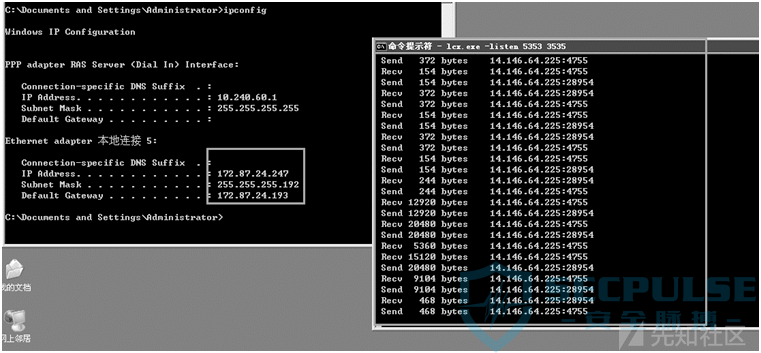 C:\Documents and Settings\Administrator>ipconfig
Windows IP Configuration
PPP adapter RAS Server (Dial In) Interface:
Connection-specific DNS Suffix . :
IP Address. . . . . . . . . . . . : 10.240.60.1
Subnet Mask . . . . . . . . . . . : 255.255.255.255
Default Gateway . . . . . . . . . :
Ethernet adapter 本地连接 5:
Connection-specific DNS Suffix . :
IP Address. . . . . . . . . . . . : 172.87.24.247
Subnet Mask . . . . . . . . . . . : 255.255.255.192
Default Gateway . . . . . . . . . : 172.87.24.193
C:\Documents and Settings\Administrator>
命令提示符 - lcx.exe -listen 5353 3535
Send 372 bytes 14.146.64.225:4755
Recv 154 bytes 14.146.64.225:4755
Send 154 bytes 14.146.64.225:28954
Recv 372 bytes 14.146.64.225:28954
Send 372 bytes 14.146.64.225:4755
Recv 154 bytes 14.146.64.225:4755
Send 154 bytes 14.146.64.225:28954
Recv 372 bytes 14.146.64.225:28954
Send 372 bytes 14.146.64.225:4755
Recv 154 bytes 14.146.64.225:4755
Send 154 bytes 14.146.64.225:28954
Recv 244 bytes 14.146.64.225:28954
Send 244 bytes 14.146.64.225:4755
Recv 12920 bytes 14.146.64.225:4755
Send 12920 bytes 14.146.64.225:28954
Recv 20480 bytes 14.146.64.225:4755
Send 20480 bytes 14.146.64.225:28954
Recv 5360 bytes 14.146.64.225:4755
Recv 15120 bytes 14.146.64.225:4755
Send 20480 bytes 14.146.64.225:28954
Recv 9104 bytes 14.146.64.225:4755
Send 9104 bytes 14.146.64.225:28954
Recv 468 bytes 14.146.64.225:28954
Send 468 bytes 14.146.64.225:4755
我的文档
网上邻居
SECPULSE
安全脉搏
先知社区